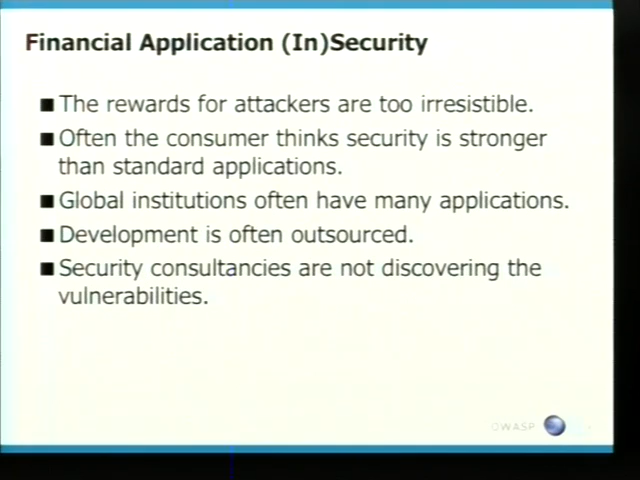 Financial Application (In)Security
■ The rewards for attackers are too irresistible.
■ Often the consumer thinks security is stronger
than standard applications.
■ Global institutions often have many applications.
■ Development is often outsourced.
■ Security consultancies are not discovering the
vulnerabilities.
OWASP